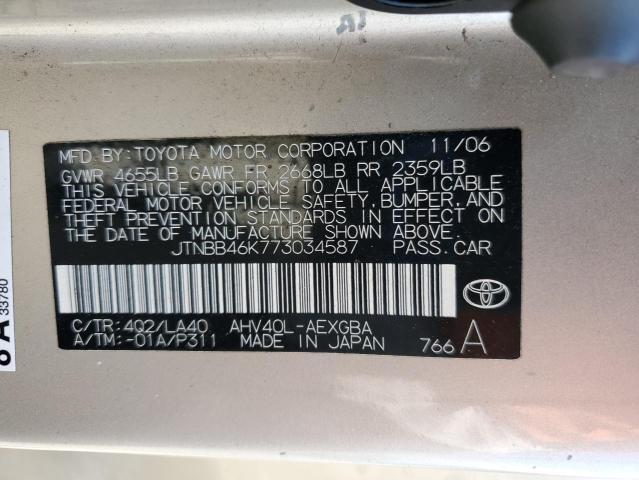 MFD.BY:TOYOTA MOTOR CORPORATION 11/06
GVWR 4655LB GAWR FR 2668LB RR 2359LB
THIS VEHICLE CONFORMS TO ALL APPLICABLE
FEDERAL MOTOR VEHICLE SAFETY,BUMPER,AND
THEFT PREVENTION STANDARDS IN EFFECT ON
THE DATE OF MANUFACTURE SHOWN ABOVE.
JTNBB46K773034587 PASS.CAR
C/TR:4Q2/LA40 AHV40L-AEXGBA
A/TM:-01A/P311 MADE IN JAPAN 766 A
33780